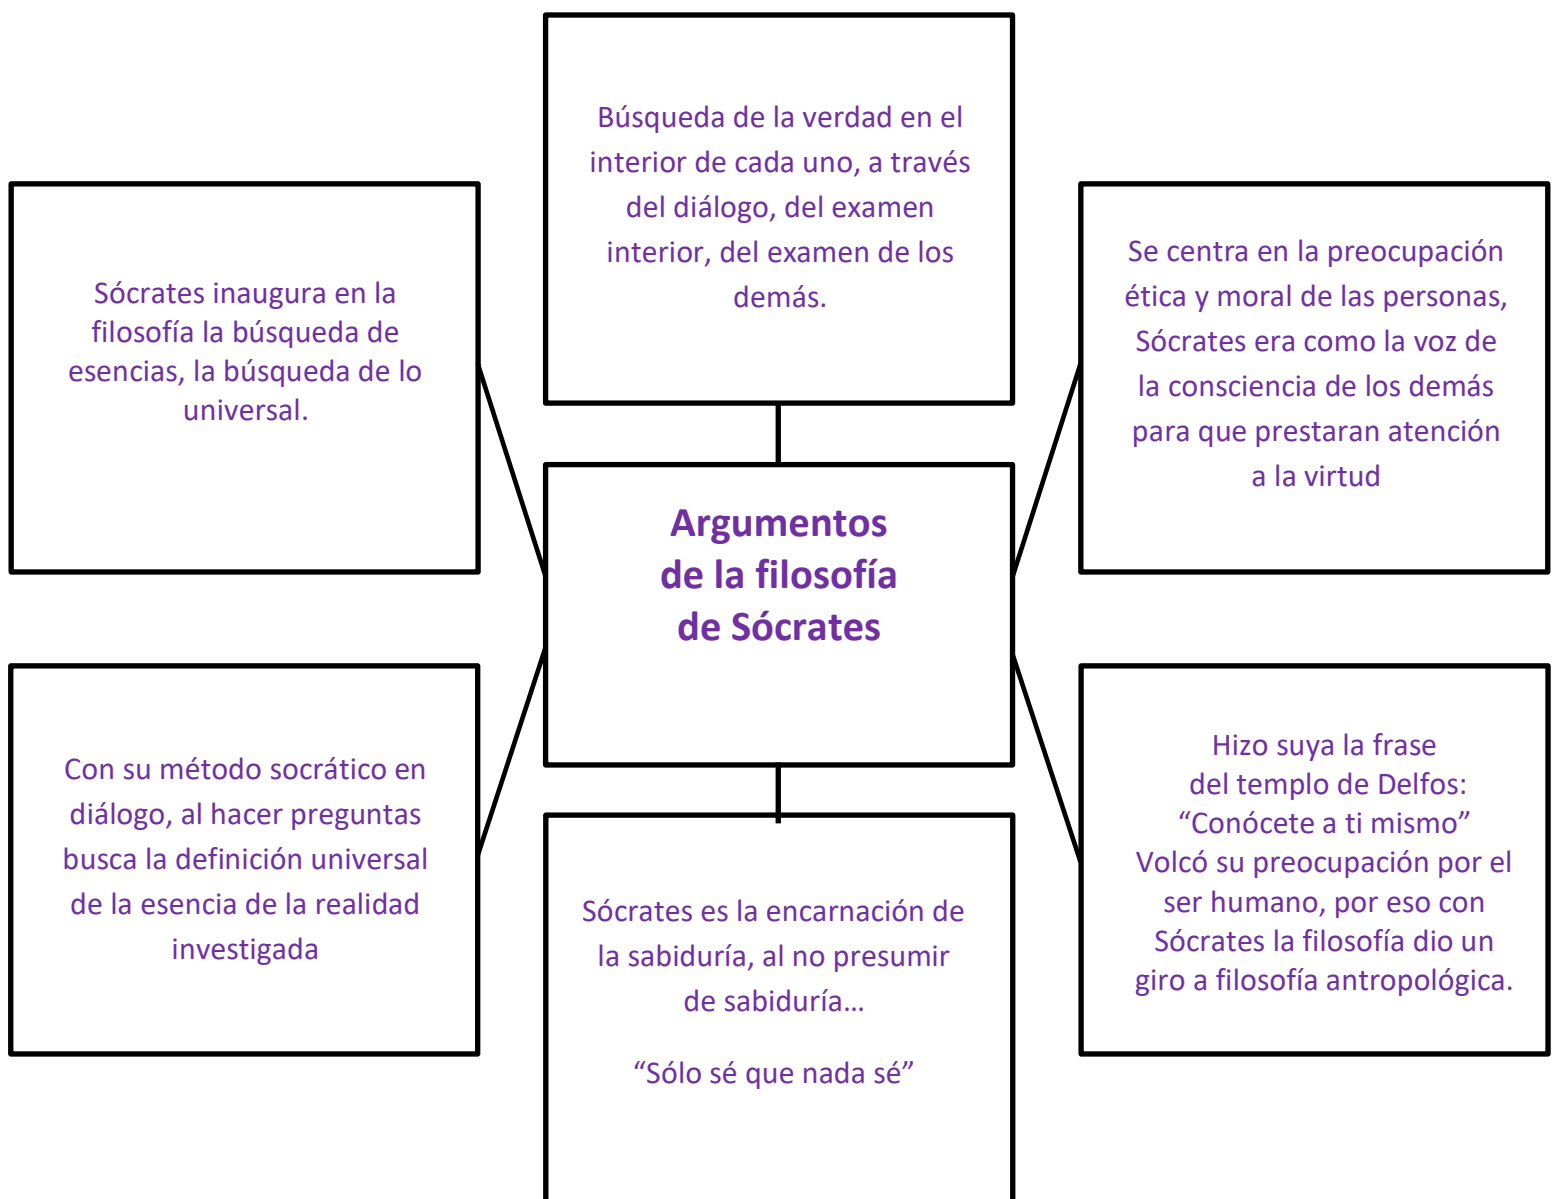 Búsqueda de la verdad en el
interior de cada uno, a través
del diálogo, del examen
interior, del examen de los
demás.
Sócrates inaugura en la
filosofía la búsqueda de
esencias, la búsqueda de lo
universal.
Se centra en la preocupación
ética y moral de las personas,
Sócrates era como la voz de
la consciencia de los demás
para que prestaran atención
a la virtud
Argumentos
de la filosofía
de Sócrates
Con su método socrático en
diálogo, al hacer preguntas
busca la definición universal
de la esencia de la realidad
investigada
Hizo suya la frase
del templo de Delfos:
“Conócete a ti mismo”
Volcó su preocupación por el
ser humano, por eso con
Sócrates la filosofía dio un
giro a filosofía antropológica.
Sócrates es la encarnación de
la sabiduría, al no presumir
de sabiduría…
“Sólo sé que nada sé”